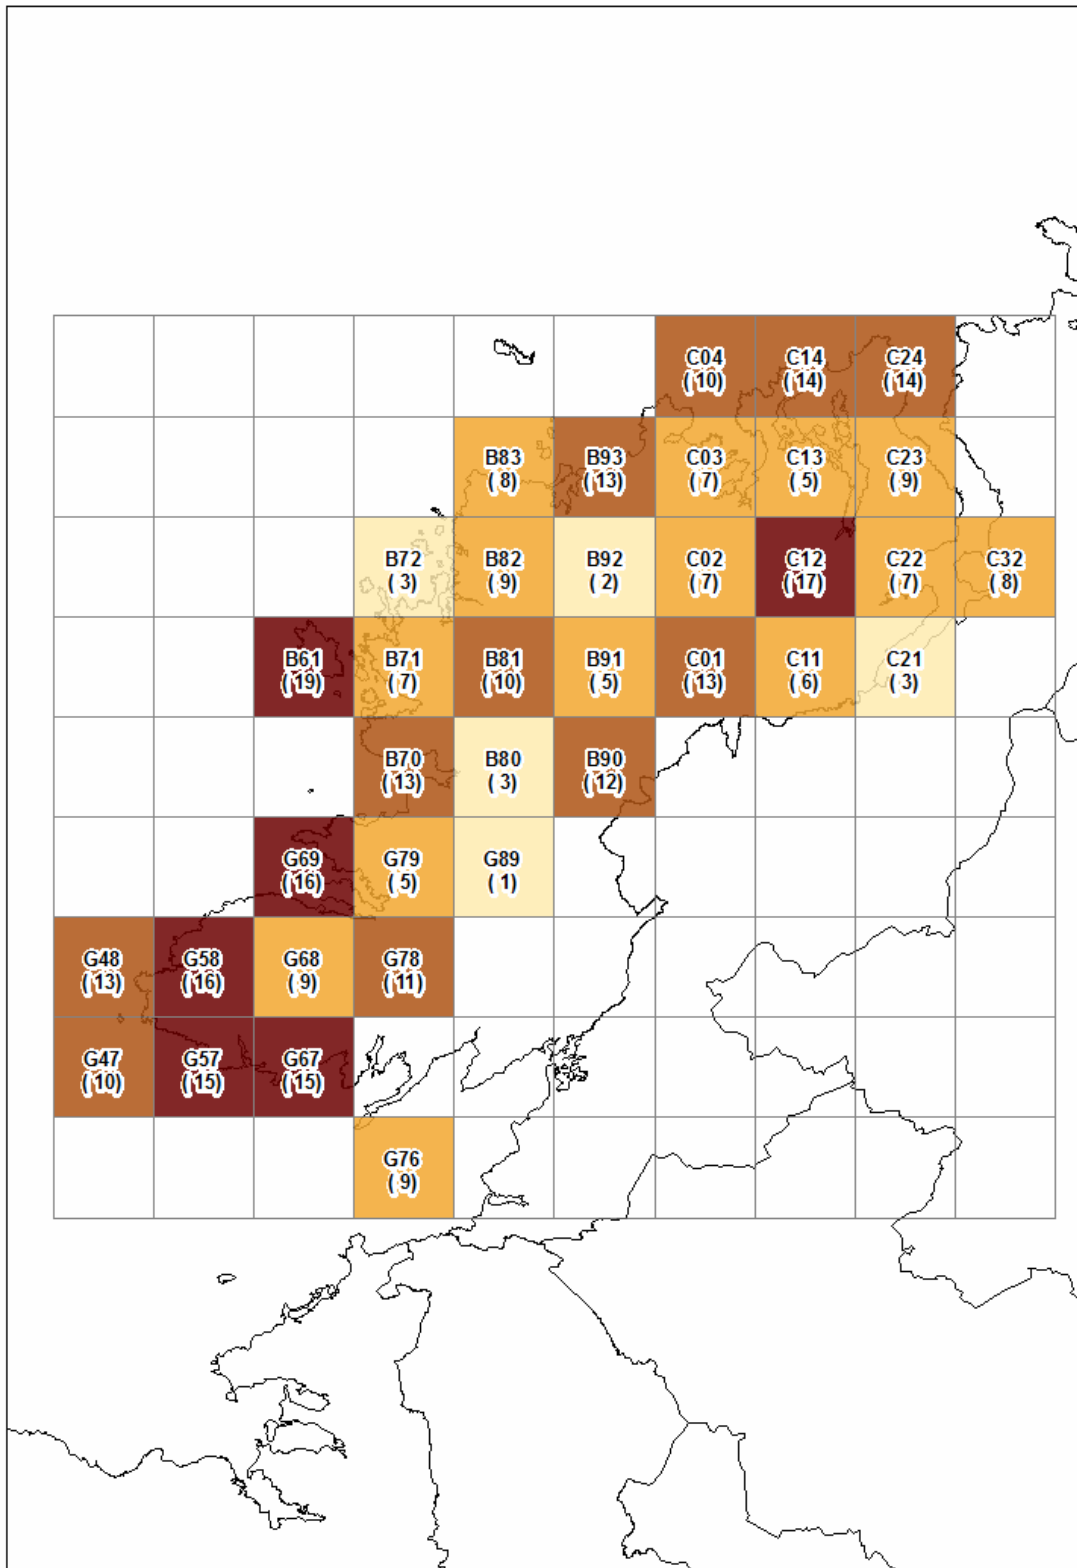 C04
( 10)
C14
( 14)
C24
( 14)
B83
( 8)
B93
( 13)
C03
( 7)
C13
( 5)
C23
( 9)
B72
( 3)
B82
( 9)
B92
( 2)
C02
( 7)
C12
( 17)
C22
( 7)
C32
( 8)
B61
( 19)
B71
( 7)
B81
( 10)
B91
( 5)
C01
( 13)
C11
( 6)
C21
( 3)
B70
( 13)
B80
( 3)
B90
( 12)
G69
( 16)
G79
( 5)
G89
( 1)
G48
( 13)
G58
( 16)
G68
( 9)
G78
( 11)
G47
( 10)
G57
( 15)
G67
( 15)
G76
( 9)